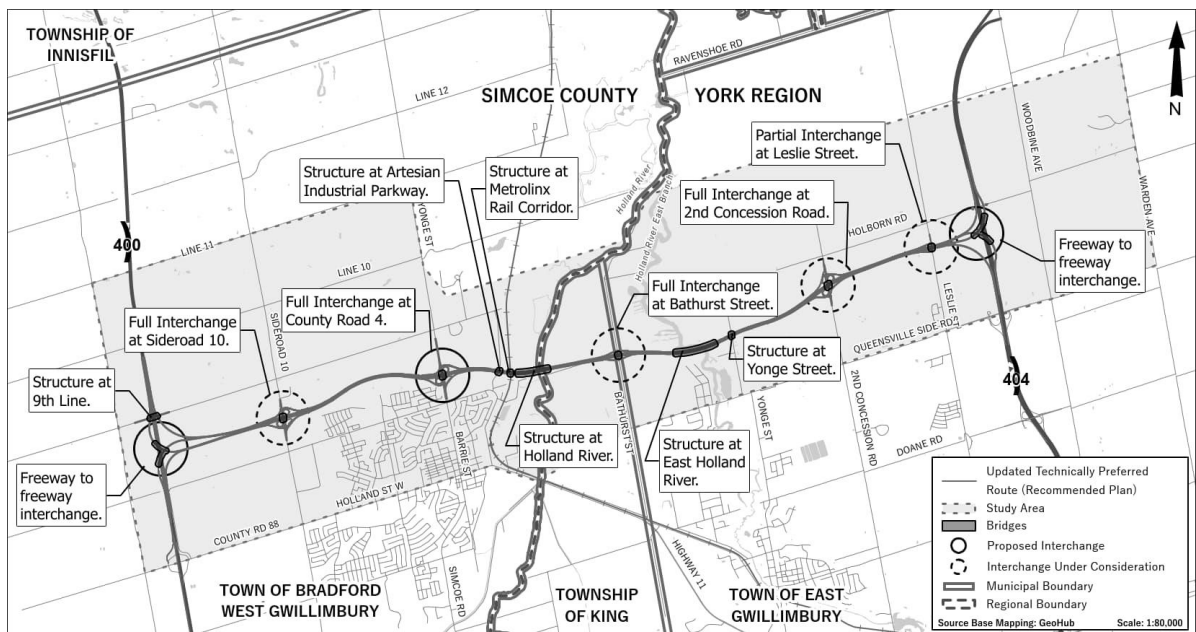 TOWNSHIP OF
INNISFIL
RAVENSHOE RD
N
LINE 12
SIMCOE COUNTY
YORK REGION
WOODBINE AVE
Partial Interchange
at Leslie Street.
Structure at Artesian
Industrial Parkway.
Structure at
Metrolinx
Rail Corridor.
Holland River
Holland River East Branch
Full Interchange at
2nd Concession Road.
WARDEN AVE
YONGE ST
HOLBORN RD
400
LINE 11
LINE 10
Freeway to
freeway
interchange.
Full Interchange at
County Road 4.
Full Interchange
at Bathurst Street.
LESLIE ST
Full Interchange
at Sideroad 10.
SIDEROAD 10
QUEENSVILLE SIDE RD
Structure at
Yonge Street.
Structure at
9th Line.
404
2ND CONCESSION RD
BATHURST ST
YONGE ST
BARRIE ST
Structure at
Holland River.
Structure at
East Holland
River.
DOANE RD
Freeway to
freeway
interchange.
HOLLAND ST W
COUNTY RD 88
HIGHWAY 11
SIMCOE RD
TOWN OF BRADFORD
WEST GWILLIMBURY
TOWNSHIP
OF KING
TOWN OF EAST
GWILLIMBURY
Updated Technically Preferred
Route (Recommended Plan)
Study Area
Bridges
Proposed Interchange
Interchange Under Consideration
Municipal Boundary
Regional Boundary
Source Base Mapping: GeoHub
Scale: 1:80,000